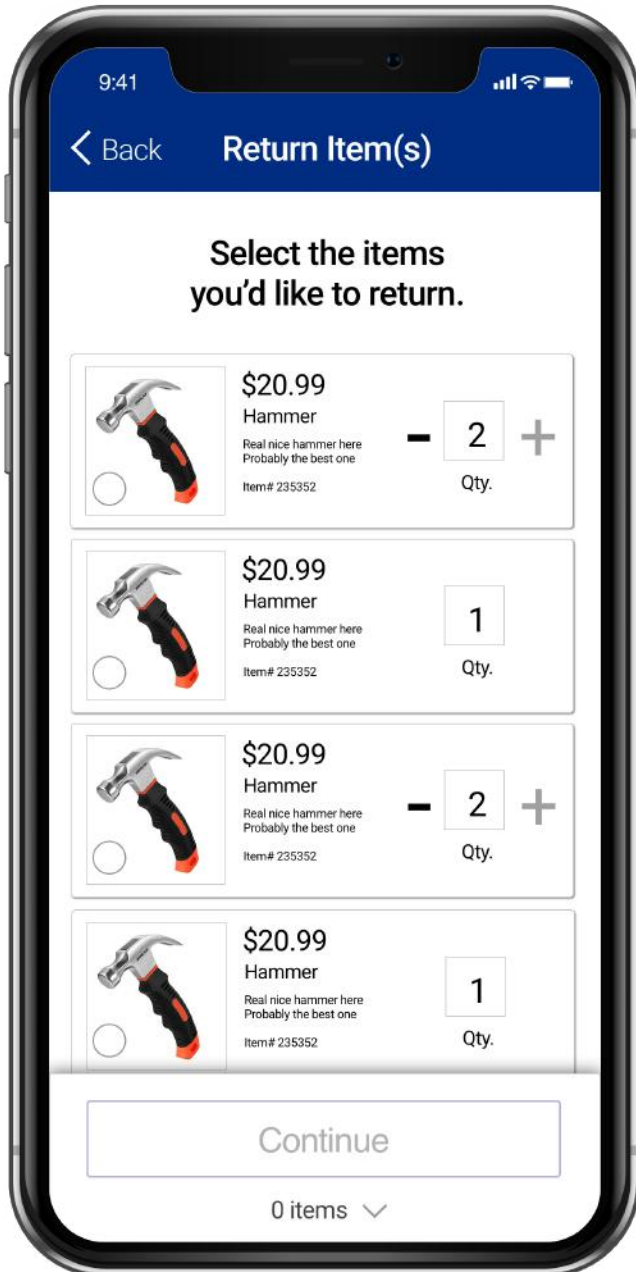 9:41
Back
Return Item(s)
Select the items
you'd like to return.
$20.99
Hammer
Real nice hammer here
Probably the best one
Item# 235352
- 2 +
Qty.
$20.99
Hammer
Real nice hammer here
Probably the best one
Item# 235352
1
Qty.
$20.99
Hammer
Real nice hammer here
Probably the best one
Item# 235352
- 2 +
Qty.
$20.99
Hammer
Real nice hammer here
Probably the best one
Item# 235352
1
Qty.
Continue
0 items